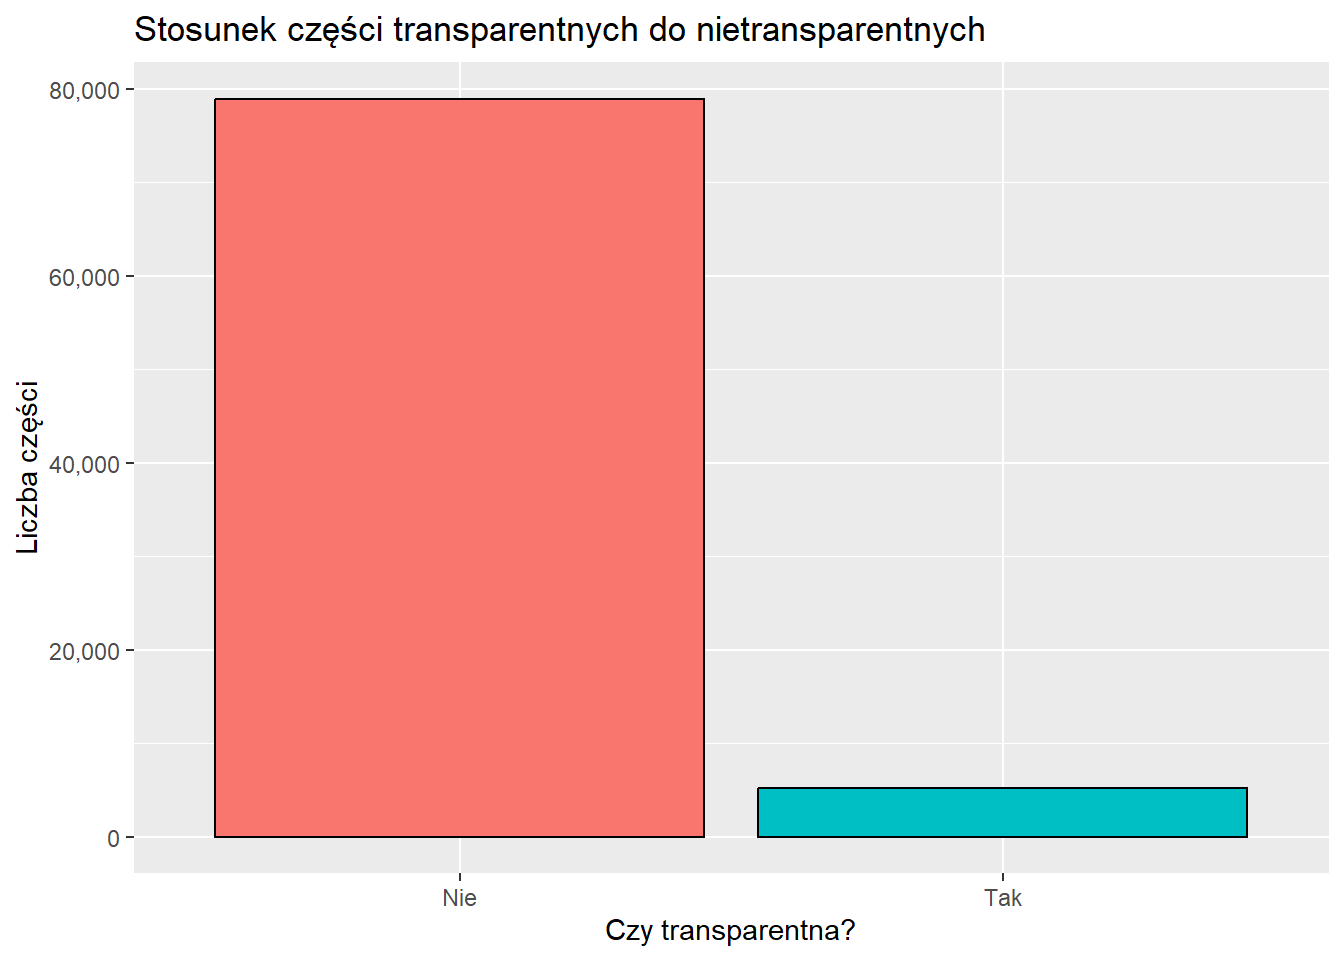 Stosunek części transparentnych do nietransparentnych
80,000
60,000
40,000
20,000
0
Liczba części
Nie
Tak
Czy transparentna?